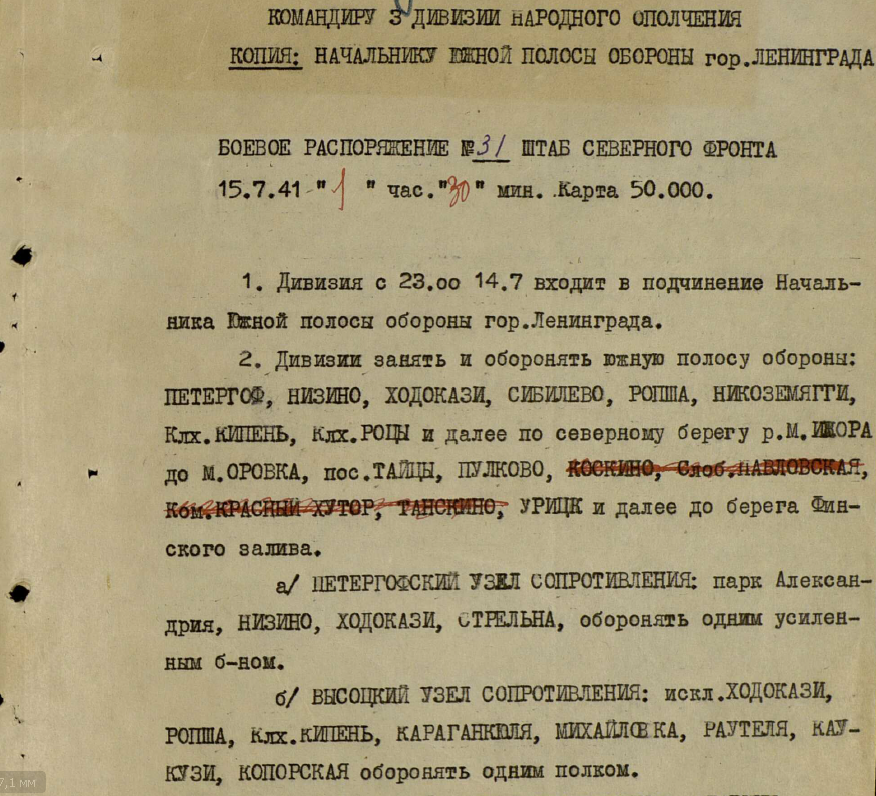 КОМАНДИРУ 3 ДИВИЗИИ НАРОДНОГО ОПОЛЧЕНИЯ
КОПИЯ: НАЧАЛЬНИКУ ЮЖНОЙ ПОЛОСЫ ОБОРОНЫ гор.ЛЕНИНГРАДА
БОЕВОЕ РАСПОРЯЖЕНИЕ №31 ШТАБ СЕВЕРНОГО ФРОНТА
15.7.41 "1" час."30" мин. Карта 50.000.
1. Дивизия с 23.оо 14.7 входит в подчинение Началь-
ника Южной полосы обороны гор.Ленинграда.
2. Дивизии занять и оборонять южную полосу обороны:
ПЕТЕРГОФ, НИЗИНО, ХОДОКАЗИ, СИБИЛЕВО, РОПША, НИКОЗЕМЯГГИ,
Клх.КИПЕНЬ, Клх.РОЦЫ и далее по северному берегу р.М.ИЖОРА
до М.ОРОВКА, пос.ТАЙЦЫ, ПУЛКОВО, КОСКИНО, Слоб.ПАВЛОВСКАЯ,
Ком.КРАСНЫЙ ХУТОР, ТАНСКИНО, УРИЦК и далее до берега Фин-
ского залива.
а/ ПЕТЕРГОФСКИЙ УЗЕЛ СОПРОТИВЛЕНИЯ: парк Алексан-
дрия, НИЗИНО, ХОДОКАЗИ, СТРЕЛЬНА, оборонять одним усилен-
ным б-ном.
б/ ВЫСОЦКИЙ УЗЕЛ СОПРОТИВЛЕНИЯ: искл.ХОДОКАЗИ,
РОПША, Клх.КИПЕНЬ, КАРАГАНКЮЛЯ, МИХАЙЛОВКА, РАУТЕЛЯ, КАУ-
КУЗИ, КОПОРСКАЯ оборонять одним полком.
7,1 мм